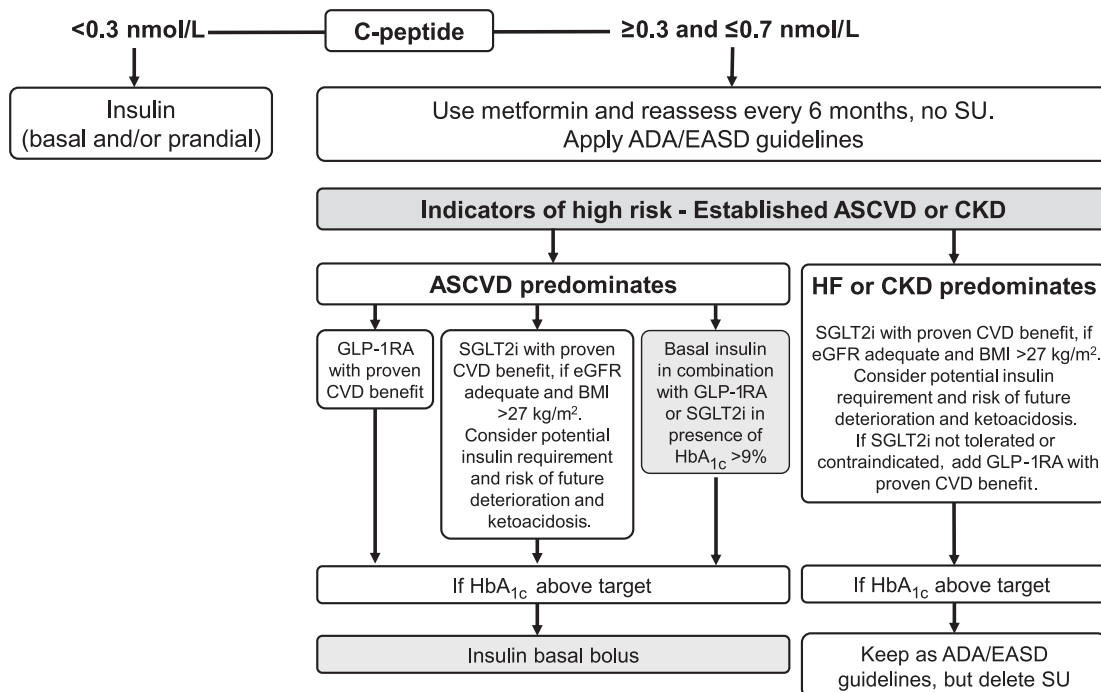 <0.3 nmol/L
C-peptide
≥0.3 and ≤0.7 nmol/L
Insulin
(basal and/or prandial)
Use metformin and reassess every 6 months, no SU.
Apply ADA/EASD guidelines
Indicators of high risk - Established ASCVD or CKD
ASCVD predominates
GLP-1RA
with proven
CVD benefit
SGLT2i with proven
CVD benefit, if eGFR
adequate and BMI
>27 kg/m².
Consider potential
insulin requirement
and risk of future
deterioration and
ketoacidosis.
Basal insulin
in combination
with GLP-1RA
or SGLT2i in
presence of
HbA1c >9%
HF or CKD predominates
SGLT2i with proven CVD benefit, if
eGFR adequate and BMI >27 kg/m².
Consider potential insulin
requirement and risk of future
deterioration and ketoacidosis.
If SGLT2i not tolerated or
contraindicated, add GLP-1RA with
proven CVD benefit.
If HbA1c above target
If HbA1c above target
Insulin basal bolus
Keep as ADA/EASD
guidelines, but delete SU